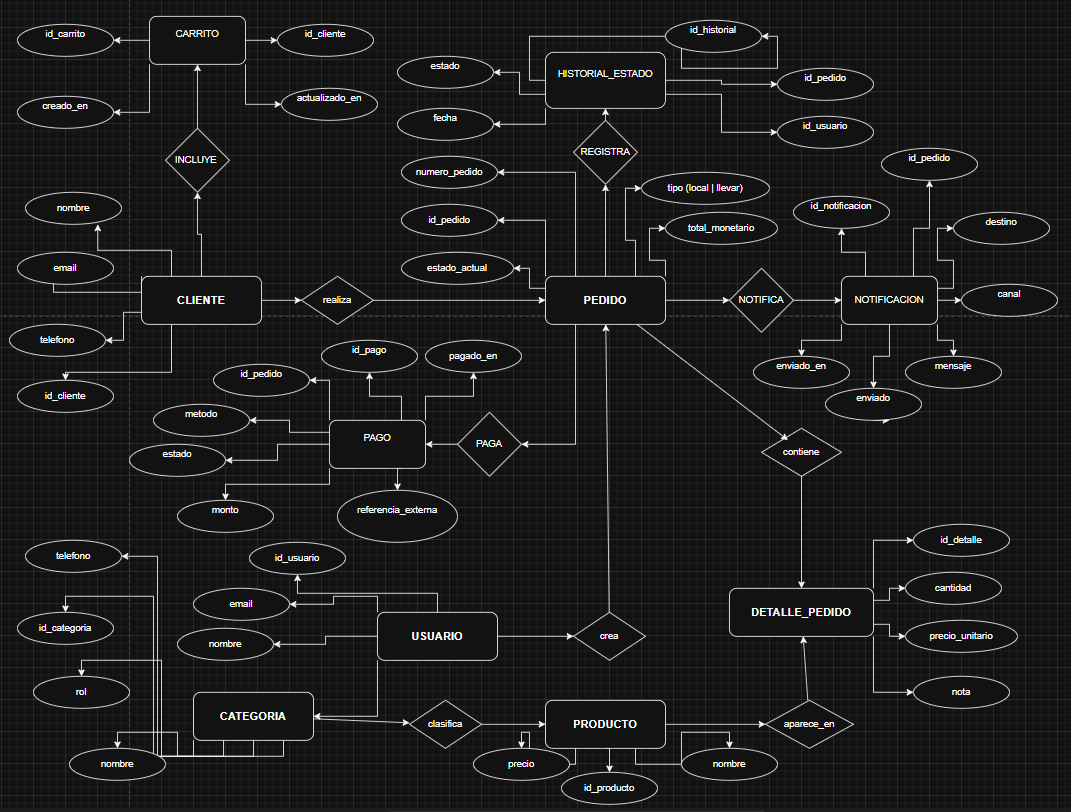 CARRITO
id_carrito
id_cliente
creado_en
actualizado_en
INCLUYE
id_historial
HISTORIAL_ESTADO
estado
id_pedido
fecha
id_usuario
REGISTRA
numero_pedido
tipo (local | llevar)
id_pedido
total_monetario
estado_actual
id_pedido
id_notificacion
destino
nombre
email
CLIENTE
realiza
PEDIDO
NOTIFICA
NOTIFICACION
canal
telefono
id_cliente
enviado_en
mensaje
enviado
id_pago
pagado_en
id_pedido
metodo
PAGO
PAGA
estado
monto
referencia_externa
contiene
telefono
id_usuario
email
id_categoria
nombre
USUARIO
crea
DETALLE_PEDIDO
id_detalle
cantidad
precio_unitario
nota
rol
CATEGORIA
clasifica
PRODUCTO
aparece_en
nombre
precio
id_producto
nombre